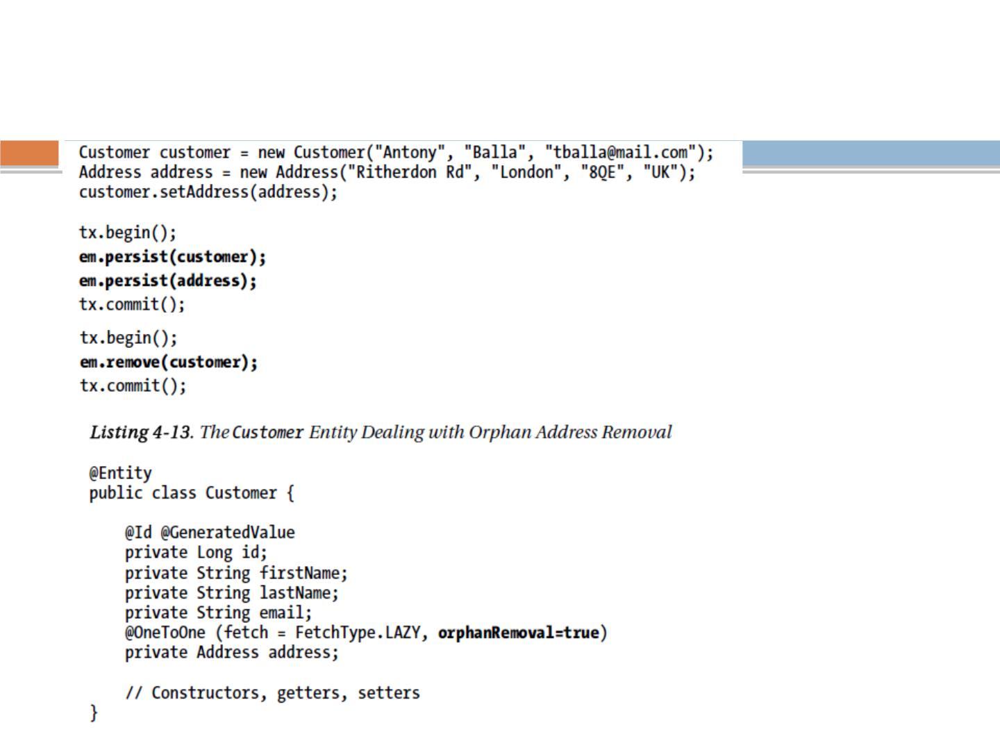 Customer customer = new Customer("Antony", "Balla", "tballa@mail.com");
Address address = new Address("Ritherdon Rd", "London", "8QE", "UK");
customer.setAddress(address);
tx.begin();
em.persist(customer);
em.persist(address);
tx.commit();
tx.begin();
em.remove(customer);
tx.commit();
Listing 4-13. The Customer Entity Dealing with Orphan Address Removal
@Entity
public class Customer {
@Id @GeneratedValue
private Long id;
private String firstName;
private String lastName;
private String email;
@OneToOne (fetch = FetchType.LAZY, orphanRemoval=true)
private Address address;
// Constructors, getters, setters
}